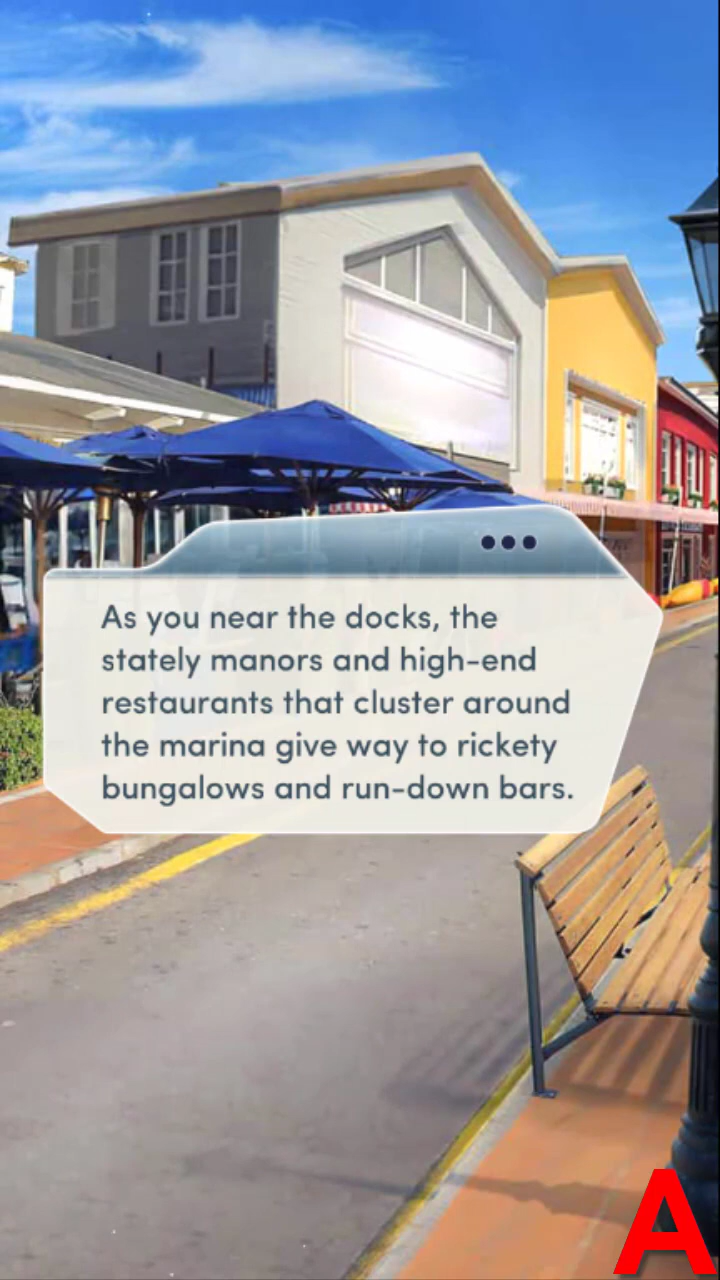 As you near the docks, the
stately manors and high-end
restaurants that cluster around
the marina give way to rickety
bungalows and run-down bars.
A